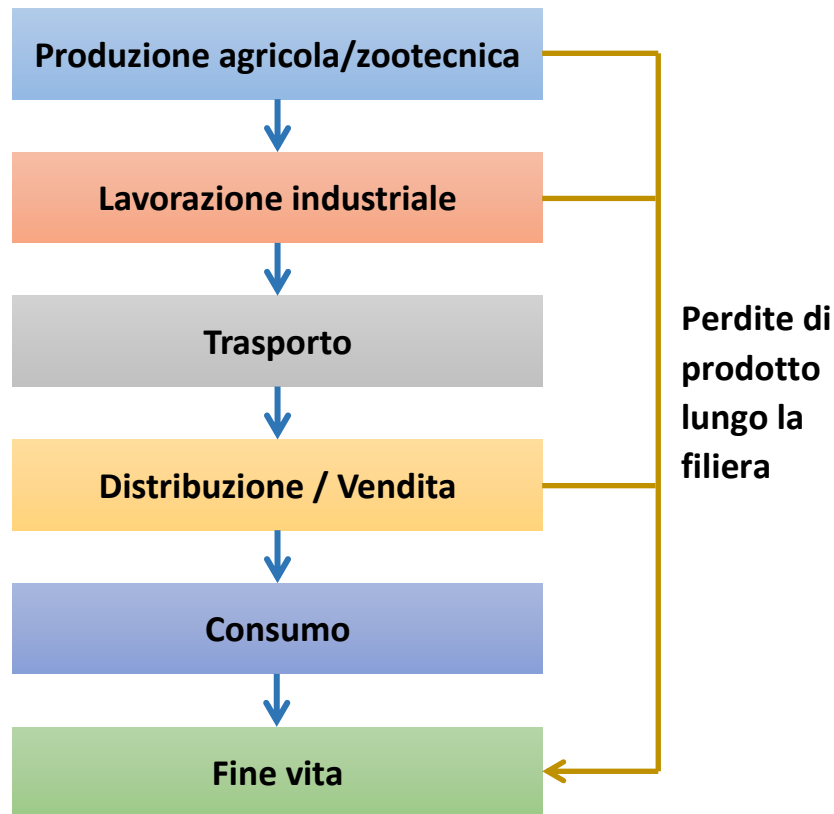 Produzione agricola/zootecnica
Lavorazione industriale
Trasporto
Distribuzione / Vendita
Consumo
Fine vita
Perdite di
prodotto
lungo la
filiera